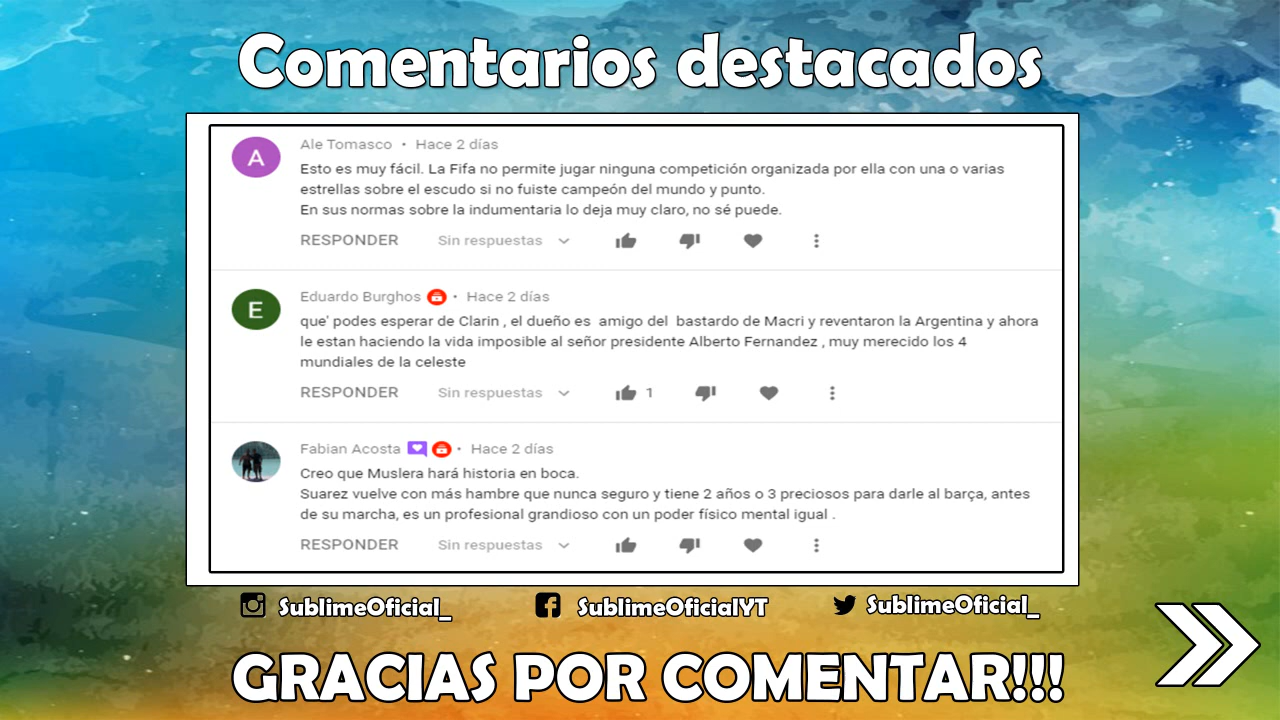 Comentarios destacados
A
Ale Tomasco • Hace 2 días
Esto es muy fácil. La Fifa no permite jugar ninguna competición organizada por ella con una o varias
estrellas sobre el escudo si no fuiste campeón del mundo y punto.
En sus normas sobre la indumentaria lo deja muy claro, no sé puede.
RESPONDER Sin respuestas
E
Eduardo Burghos • Hace 2 días
que' podes esperar de Clarin , el dueño es amigo del bastardo de Macri y reventaron la Argentina y ahora
le estan haciendo la vida imposible al señor presidente Alberto Fernandez , muy merecido los 4
mundiales de la celeste
RESPONDER Sin respuestas 1
Fabian Acosta • Hace 2 días
Creo que Muslera hará historia en boca.
Suarez vuelve con más hambre que nunca seguro y tiene 2 años o 3 preciosos para darle al barça, antes
de su marcha, es un profesional grandioso con un poder físico mental igual .
RESPONDER Sin respuestas
SublimeOficial_ SublimeOficialYT SublimeOficial_
GRACIAS POR COMENTAR!!!